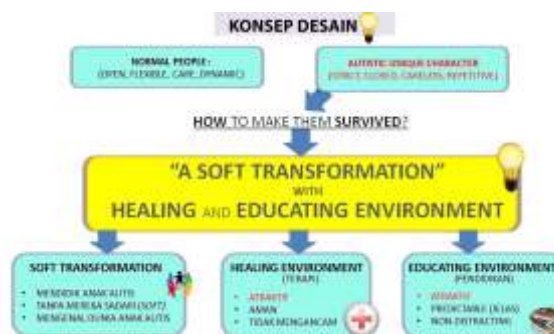 KONSEP DESAIN
NORMAL PEOPLE :
(OPEN, FLEXIBLE, CARE, DYNAMIC)
AUTISTIC UNIQUE CHARACTER
(STRICT, CLOSED, CARELESS, REPETITIVE)
HOW TO MAKE THEM SURVIVED?
"A SOFT TRANSFORMATION"
WITH
HEALING AND EDUCATING ENVIRONMENT
SOFT TRANSFORMATION
• MENDIDIK ANAK AUTIS
• TANPA MEREKA SADARI (SOFT)
• MENGENAL DUNIA ANAK AUTIS
HEALING ENVIRONMENT
(TERAPI)
• ATRAKTIF
• AMAN
• TIDAK MENGANCAM
EDUCATING ENVIRONMENT
(PENDIDIKAN)
• ATRAKTIF
• PREDICTABLE (JELAS)
• NON-DISTRACTING